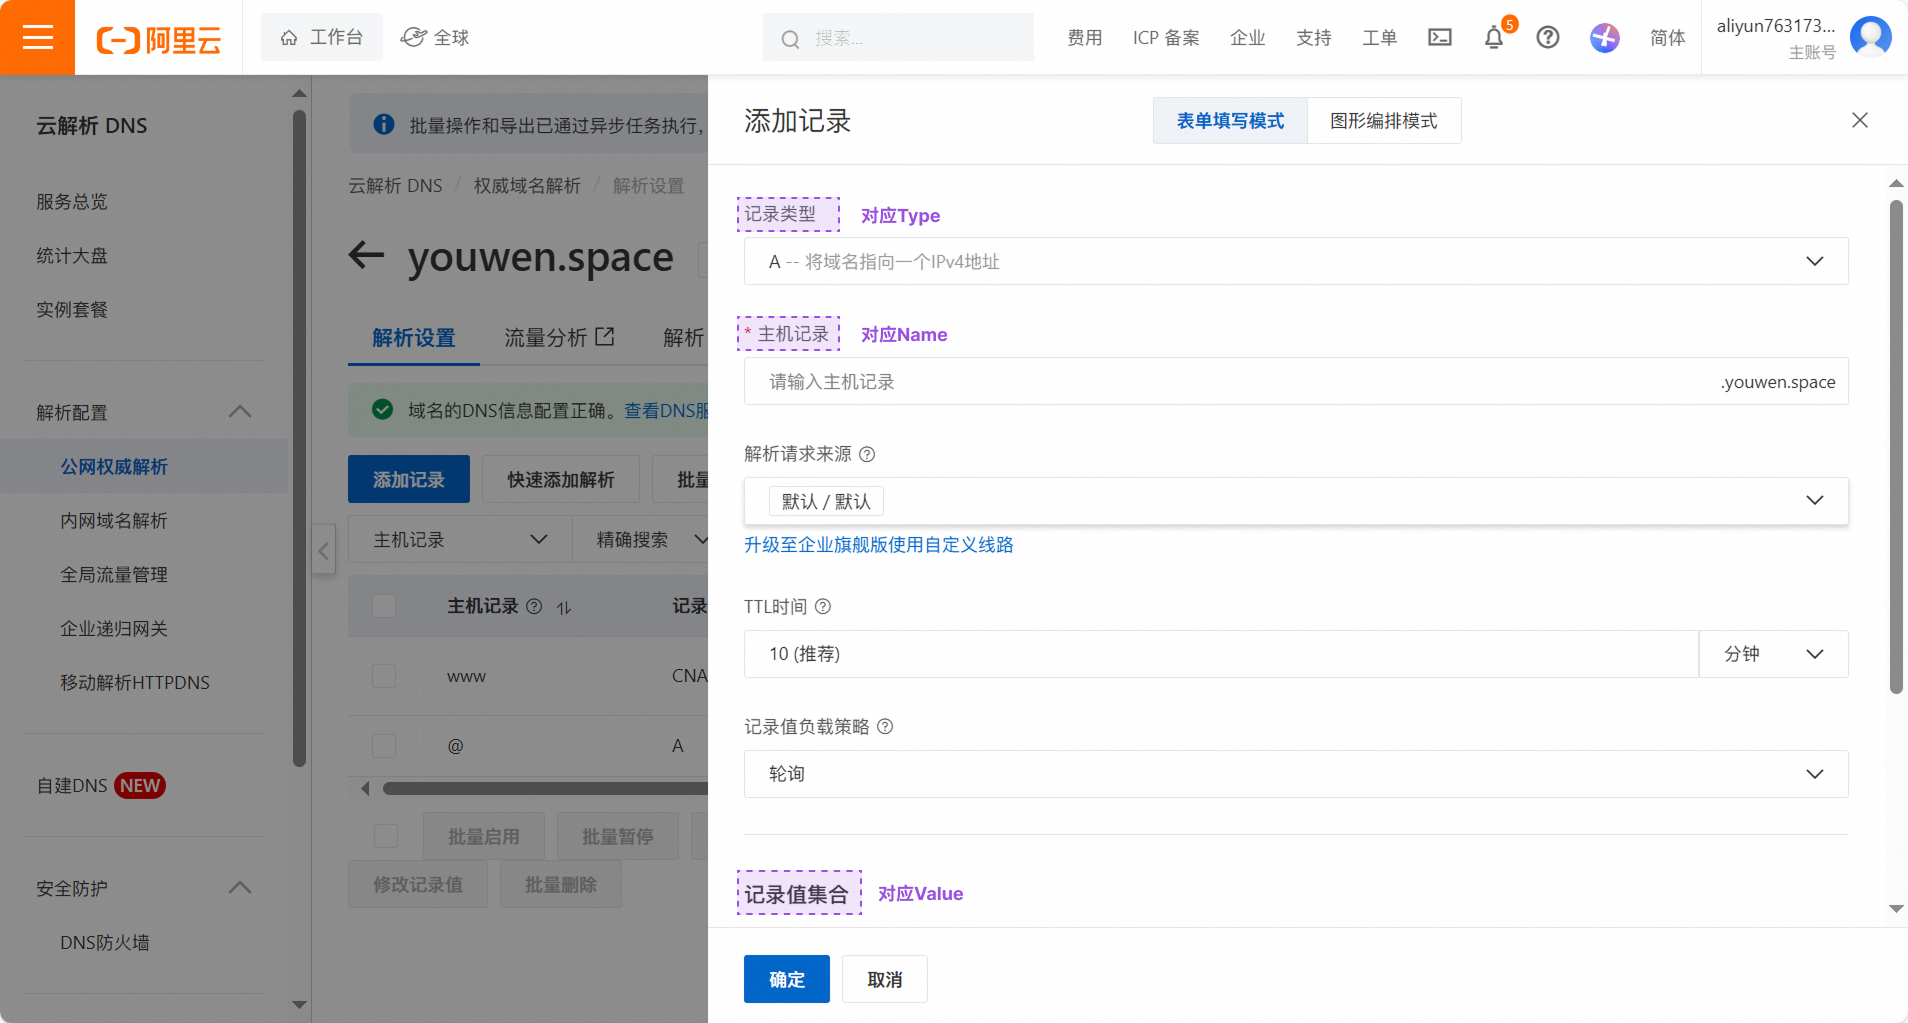 阿里云
工作台
全球
搜索...
费用
ICP 备案
企业
支持
工单
5
简体
aliyun763173...
主账号
云解析 DNS
服务总览
统计大盘
实例套餐
解析配置
公网权威解析
内网域名解析
全局流量管理
企业递归网关
移动解析HTTPDNS
自建DNS NEW
安全防护
DNS防火墙
批量操作和导出已通过异步任务执行,
云解析 DNS / 权威域名解析 / 解析设置
youwen.space
解析设置
流量分析
解析
域名的DNS信息配置正确。查看DNS服
添加记录
快速添加解析
批量
主机记录
精确搜索
主机记录
记录
www
CNA
@
A
批量启用
批量暂停
修改记录值
批量删除
添加记录
表单填写模式
图形编排模式
记录类型 对应Type
A -- 将域名指向一个IPv4地址
* 主机记录 对应Name
请输入主机记录
.youwen.space
解析请求来源
默认 / 默认
升级至企业旗舰版使用自定义线路
TTL时间
10 (推荐)
分钟
记录值负载策略
轮询
记录值集合 对应Value
确定
取消